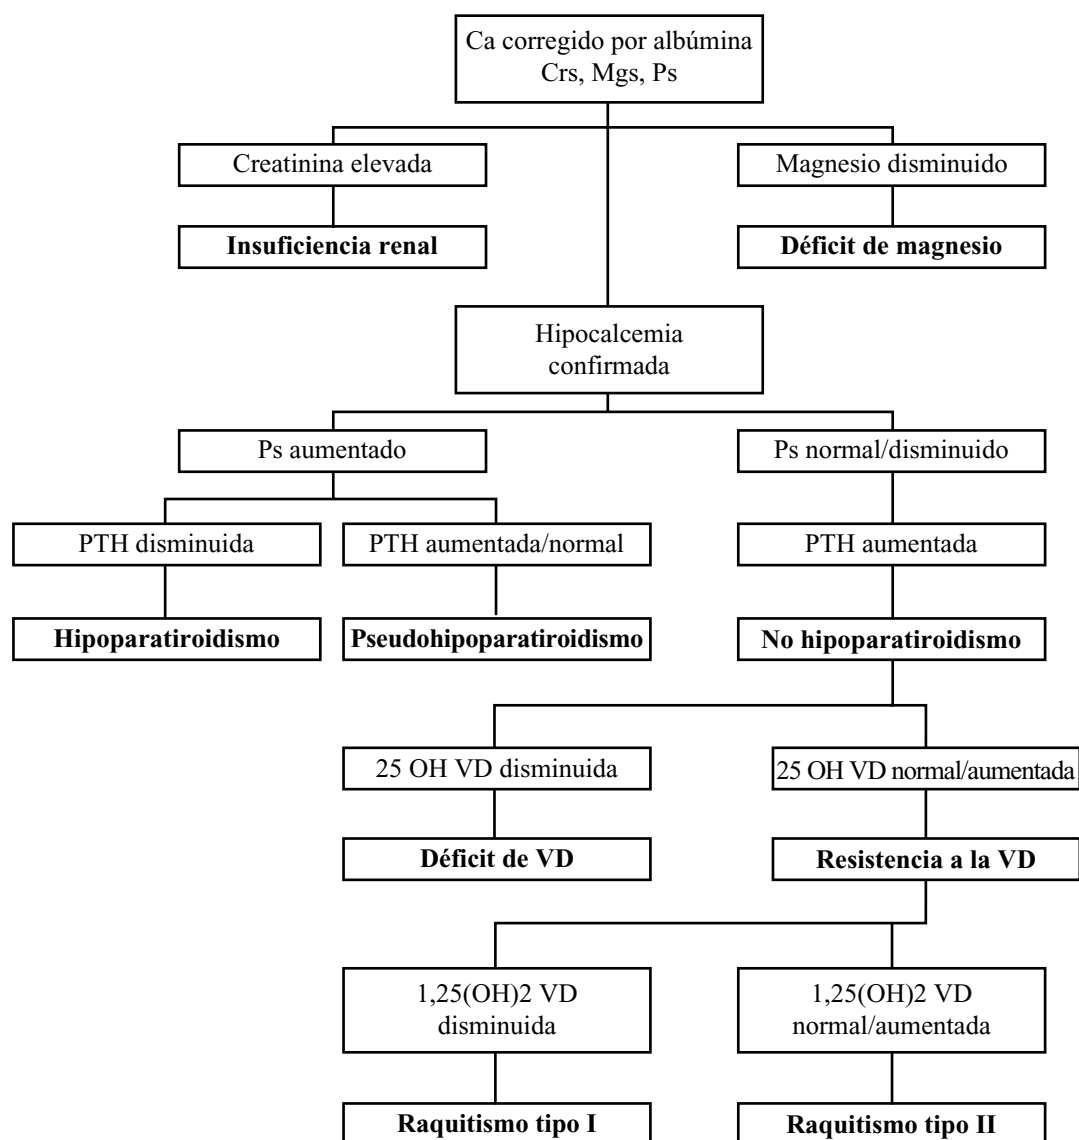 Ca corregido por albúmina
Crs, Mgs, Ps
Creatinina elevada
Magnesio disminuido
Insuficiencia renal
Déficit de magnesio
Hipocalcemia
confirmada
Ps aumentado
Ps normal/disminuido
PTH disminuida
PTH aumentada/normal
PTH aumentada
Hipoparatiroidismo
Pseudohipoparatiroidismo
No hipoparatiroidismo
25 OH VD disminuida
25 OH VD normal/aumentada
Déficit de VD
Resistencia a la VD
1,25(OH)2 VD
disminuida
1,25(OH)2 VD
normal/aumentada
Raquitismo tipo I
Raquitismo tipo II